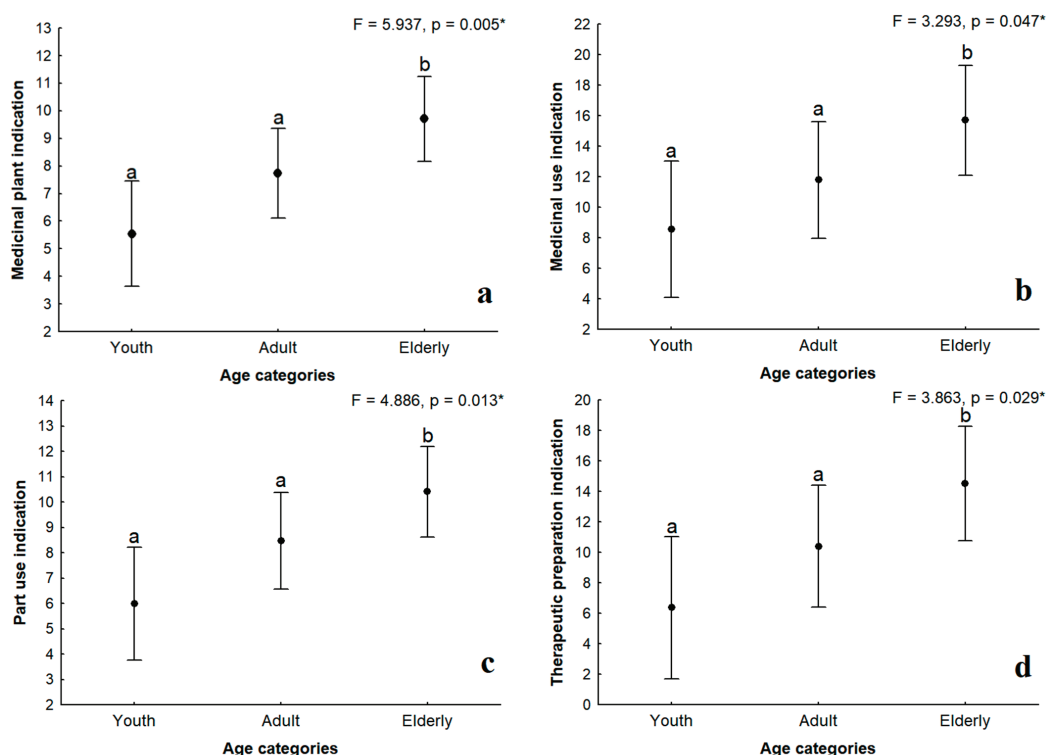 F = 5.937, p = 0.005*
Medicinal plant indication
13
12
11
10
9
8
7
6
5
4
3
2
a
a
b
a
Youth Adult Elderly
Age categories
F = 3.293, p = 0.047*
Medicinal use indication
22
20
18
16
14
12
10
8
6
4
2
a
a
b
b
Youth Adult Elderly
Age categories
F = 4.886, p = 0.013*
Part use indication
14
13
12
11
10
9
8
7
6
5
4
3
2
a
a
b
c
Youth Adult Elderly
Age categories
F = 3.863, p = 0.029*
Therapeutic preparation indication
20
18
16
14
12
10
8
6
4
2
0
a
a
b
d
Youth Adult Elderly
Age categories